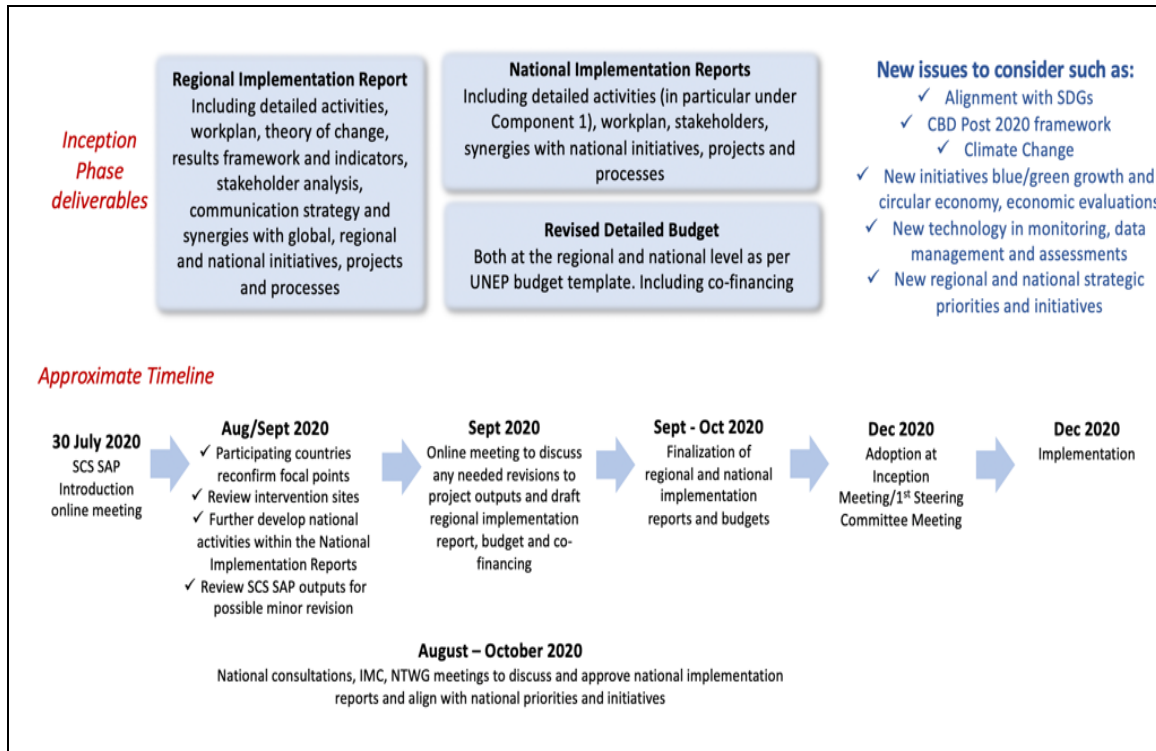 Inception
Phase
deliverables
Regional Implementation Report
Including detailed activities,
workplan, theory of change,
results framework and indicators,
stakeholder analysis,
communication strategy and
synergies with global, regional
and national initiatives, projects
and processes
National Implementation Reports
Including detailed activities (in particular under
Component 1), workplan, stakeholders,
synergies with national initiatives, projects and
processes
Revised Detailed Budget
Both at the regional and national level as per
UNEP budget template. Including co-financing
New issues to consider such as:
✓ Alignment with SDGs
✓ CBD Post 2020 framework
✓ Climate Change
✓ New initiatives blue/green growth and
circular economy, economic evaluations
✓ New technology in monitoring, data
management and assessments
✓ New regional and national strategic
priorities and initiatives
Approximate Timeline
30 July 2020
SCS SAP
Introduction
online meeting
Aug/Sept 2020
✓ Participating countries
reconfirm focal points
✓ Review intervention sites
✓ Further develop national
activities within the National
Implementation Reports
✓ Review SCS SAP outputs for
possible minor revision
Sept 2020
Online meeting to discuss
any needed revisions to
project outputs and draft
regional implementation
report, budget and co-
financing
Sept - Oct 2020
Finalization of
regional and national
implementation
reports and budgets
Dec 2020
Adoption at
Inception
Meeting/1st Steering
Committee Meeting
Dec 2020
Implementation
August – October 2020
National consultations, IMC, NTWG meetings to discuss and approve national implementation
reports and align with national priorities and initiatives